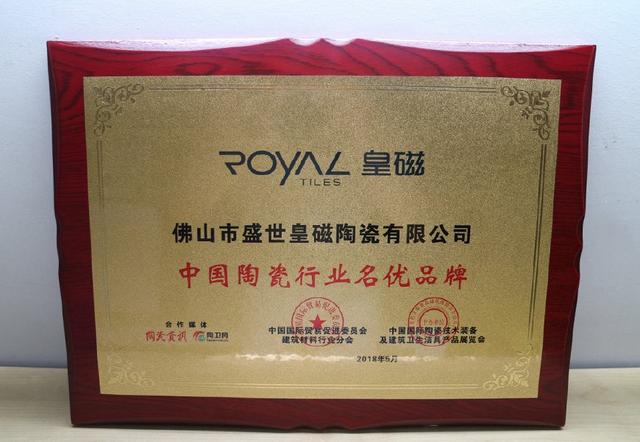 ROYAL 皇磁
TILES
佛山市盛世皇磁陶瓷有限公司
中国陶瓷行业名优品牌
合作媒体
陶卫网
中国国际贸易促进委员会
建筑材料行业分会
中国国际陶瓷技术装备
及建筑卫生洁具产品展览会
2018年5月